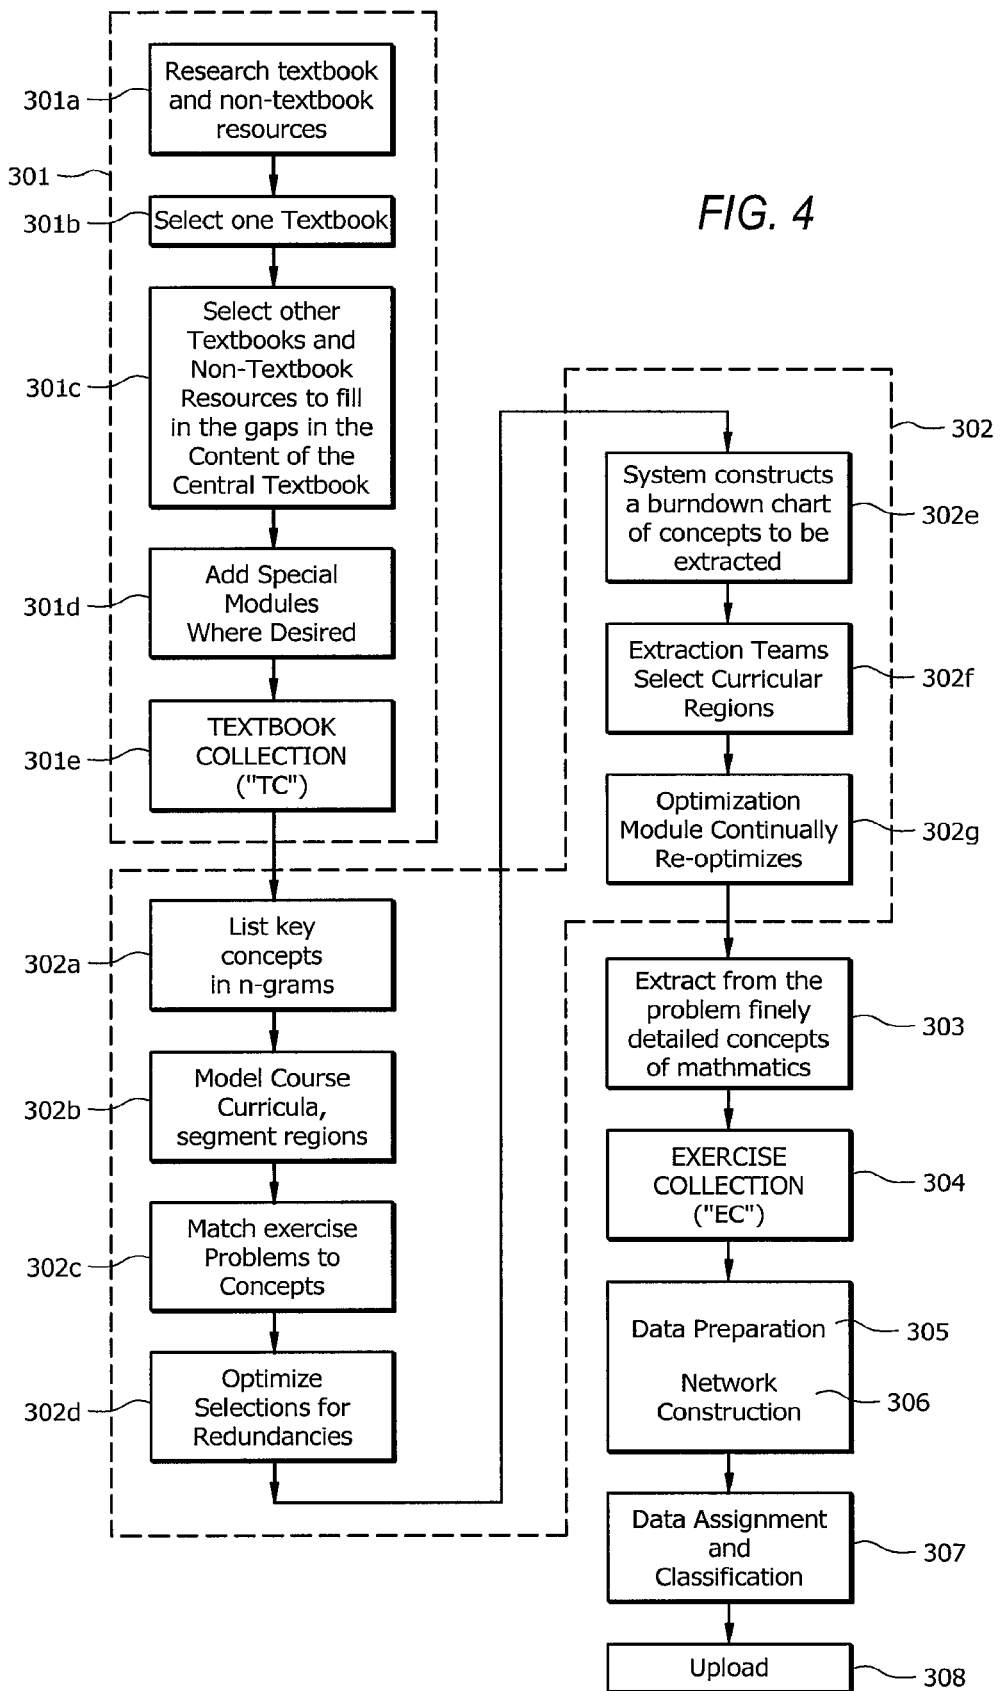 301a
Research textbook
and non-textbook
resources
301
301b
Select one Textbook
FIG. 4
301c
Select other
Textbooks and
Non-Textbook
Resources to fill
in the gaps in the
Content of the
Central Textbook
301d
Add Special
Modules
Where Desired
301e
TEXTBOOK
COLLECTION
("TC")
302a
List key
concepts
in n-grams
302b
Model Course
Curricula,
segment regions
302c
Match exercise
Problems to
Concepts
302d
Optimize
Selections for
Redundancies
302
System constructs
a burndown chart
of concepts to be
extracted
302e
Extraction Teams
Select Curricular
Regions
302f
Optimization
Module Continually
Re-optimizes
302g
Extract from the
problem finely
detailed concepts
of mathmatics
303
EXERCISE
COLLECTION
("EC")
304
Data Preparation
305
Network
Construction
306
Data Assignment
and
Classification
307
Upload
308